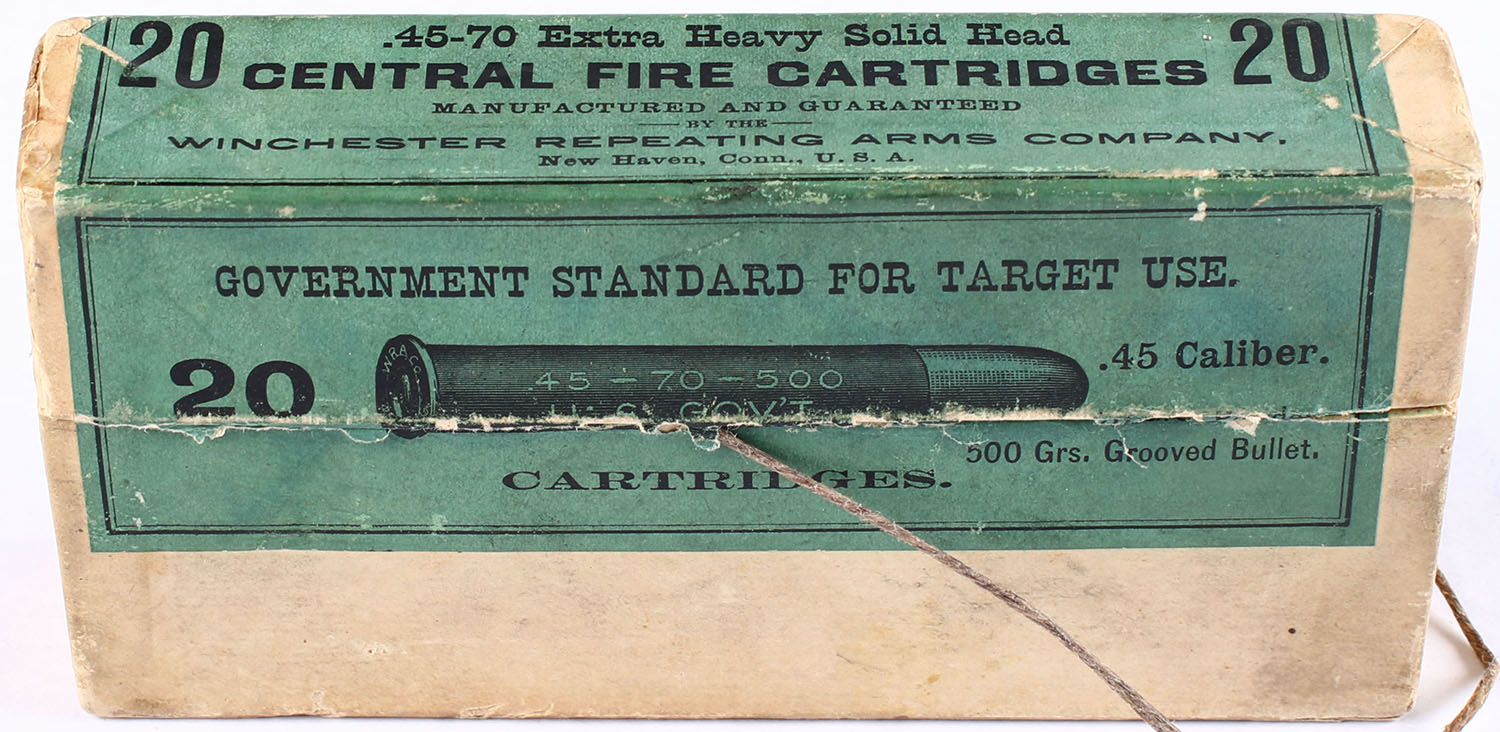 20 .45-70 Extra Heavy Solid Head 20
CENTRAL FIRE CARTRIDGES
MANUFACTURED AND GUARANTEED
BY THE
WINCHESTER REPEATING ARMS COMPANY,
New Haven, Conn., U. S. A.
GOVERNMENT STANDARD FOR TARGET USE.
W.R.A.Co.
20 .45-70-500 .45 Caliber.
U. S. GOV'T
500 Grs. Grooved Bullet.
CARTRIDGES.